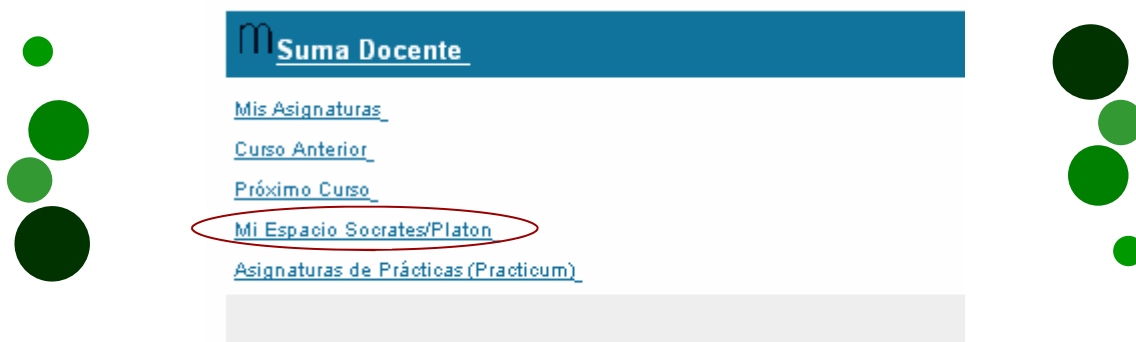 m Suma Docente
Mis Asignaturas
Curso Anterior
Próximo Curso
Mi Espacio Socrates/Platon
Asignaturas de Prácticas (Practicum)